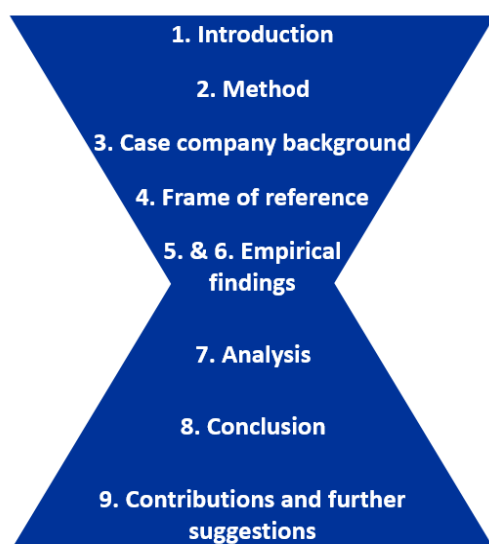 1. Introduction
2. Method
3. Case company background
4. Frame of reference
5. & 6. Empirical
findings
7. Analysis
8. Conclusion
9. Contributions and further
suggestions